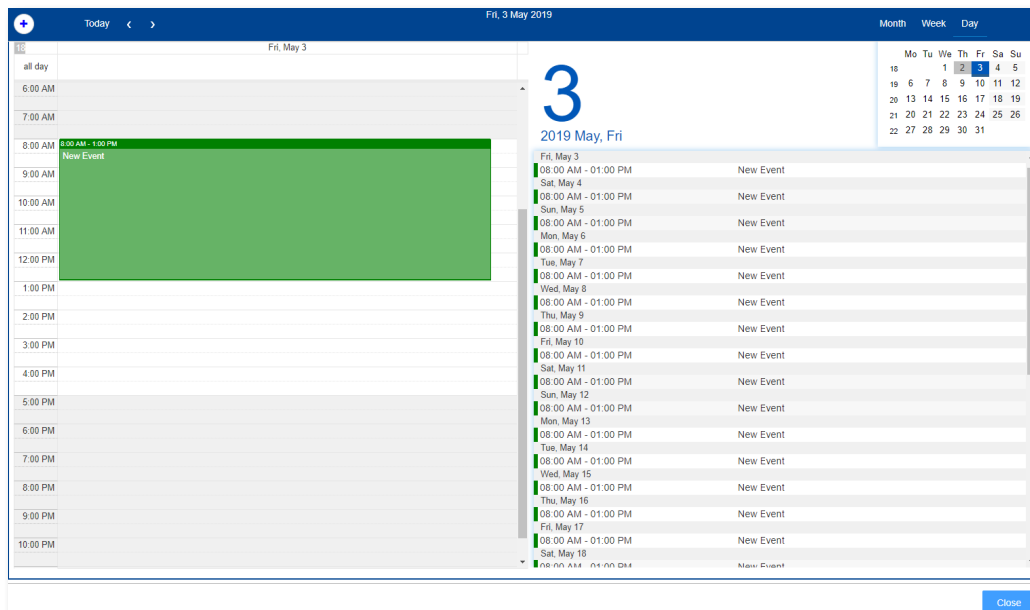 Fri, 3 May 2019
+ Today ‹ › Month Week Day
18 Fri, May 3
all day
6:00 AM
7:00 AM
8:00 AM
9:00 AM
10:00 AM
11:00 AM
12:00 PM
1:00 PM
2:00 PM
3:00 PM
4:00 PM
5:00 PM
6:00 PM
7:00 PM
8:00 PM
9:00 PM
10:00 PM
8:00 AM - 1:00 PM
New Event
3
2019 May, Fri
Mo Tu We Th Fr Sa Su
18 1 2 3 4 5
19 6 7 8 9 10 11 12
20 13 14 15 16 17 18 19
21 20 21 22 23 24 25 26
22 27 28 29 30 31
Fri, May 3
08:00 AM - 01:00 PM New Event
Sat, May 4
08:00 AM - 01:00 PM New Event
Sun, May 5
08:00 AM - 01:00 PM New Event
Mon, May 6
08:00 AM - 01:00 PM New Event
Tue, May 7
08:00 AM - 01:00 PM New Event
Wed, May 8
08:00 AM - 01:00 PM New Event
Thu, May 9
08:00 AM - 01:00 PM New Event
Fri, May 10
08:00 AM - 01:00 PM New Event
Sat, May 11
08:00 AM - 01:00 PM New Event
Sun, May 12
08:00 AM - 01:00 PM New Event
Mon, May 13
08:00 AM - 01:00 PM New Event
Tue, May 14
08:00 AM - 01:00 PM New Event
Wed, May 15
08:00 AM - 01:00 PM New Event
Thu, May 16
08:00 AM - 01:00 PM New Event
Fri, May 17
08:00 AM - 01:00 PM New Event
Sat, May 18
08:00 AM - 01:00 PM New Event
Close